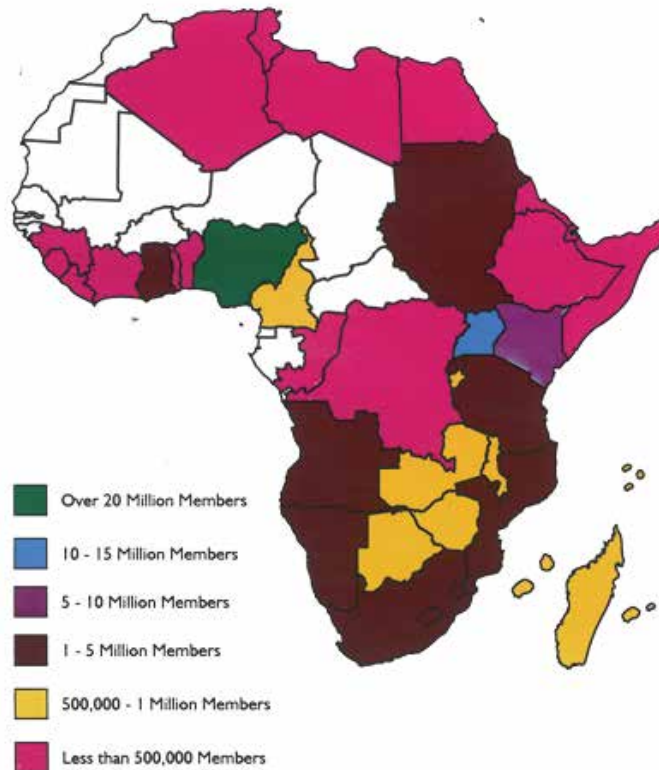 Over 20 Million Members
10 - 15 Million Members
5 - 10 Million Members
1 - 5 Million Members
500,000 - 1 Million Members
Less than 500,000 Members